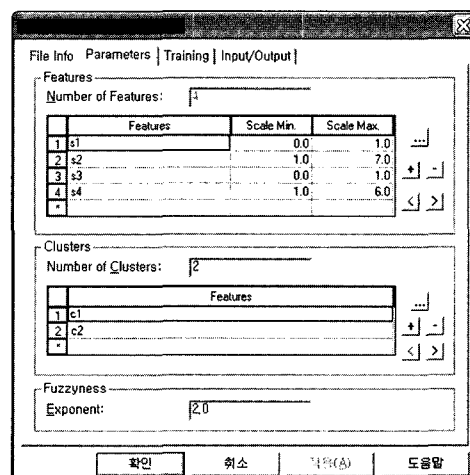 File Info Parameters Training Input/Output
Features
Number of Features: 4
Features Scale Min. Scale Max.
1 s1 0.0 1.0
2 s2 1.0 7.0
3 s3 0.0 1.0
4 s4 1.0 6.0
*
...
+ -
< >
Clusters
Number of Clusters: 2
Features
1 c1
2 c2
*
...
+ -
< >
Fuzzyness
Exponent: 2.0
확인 취소 적용(A) 도움말